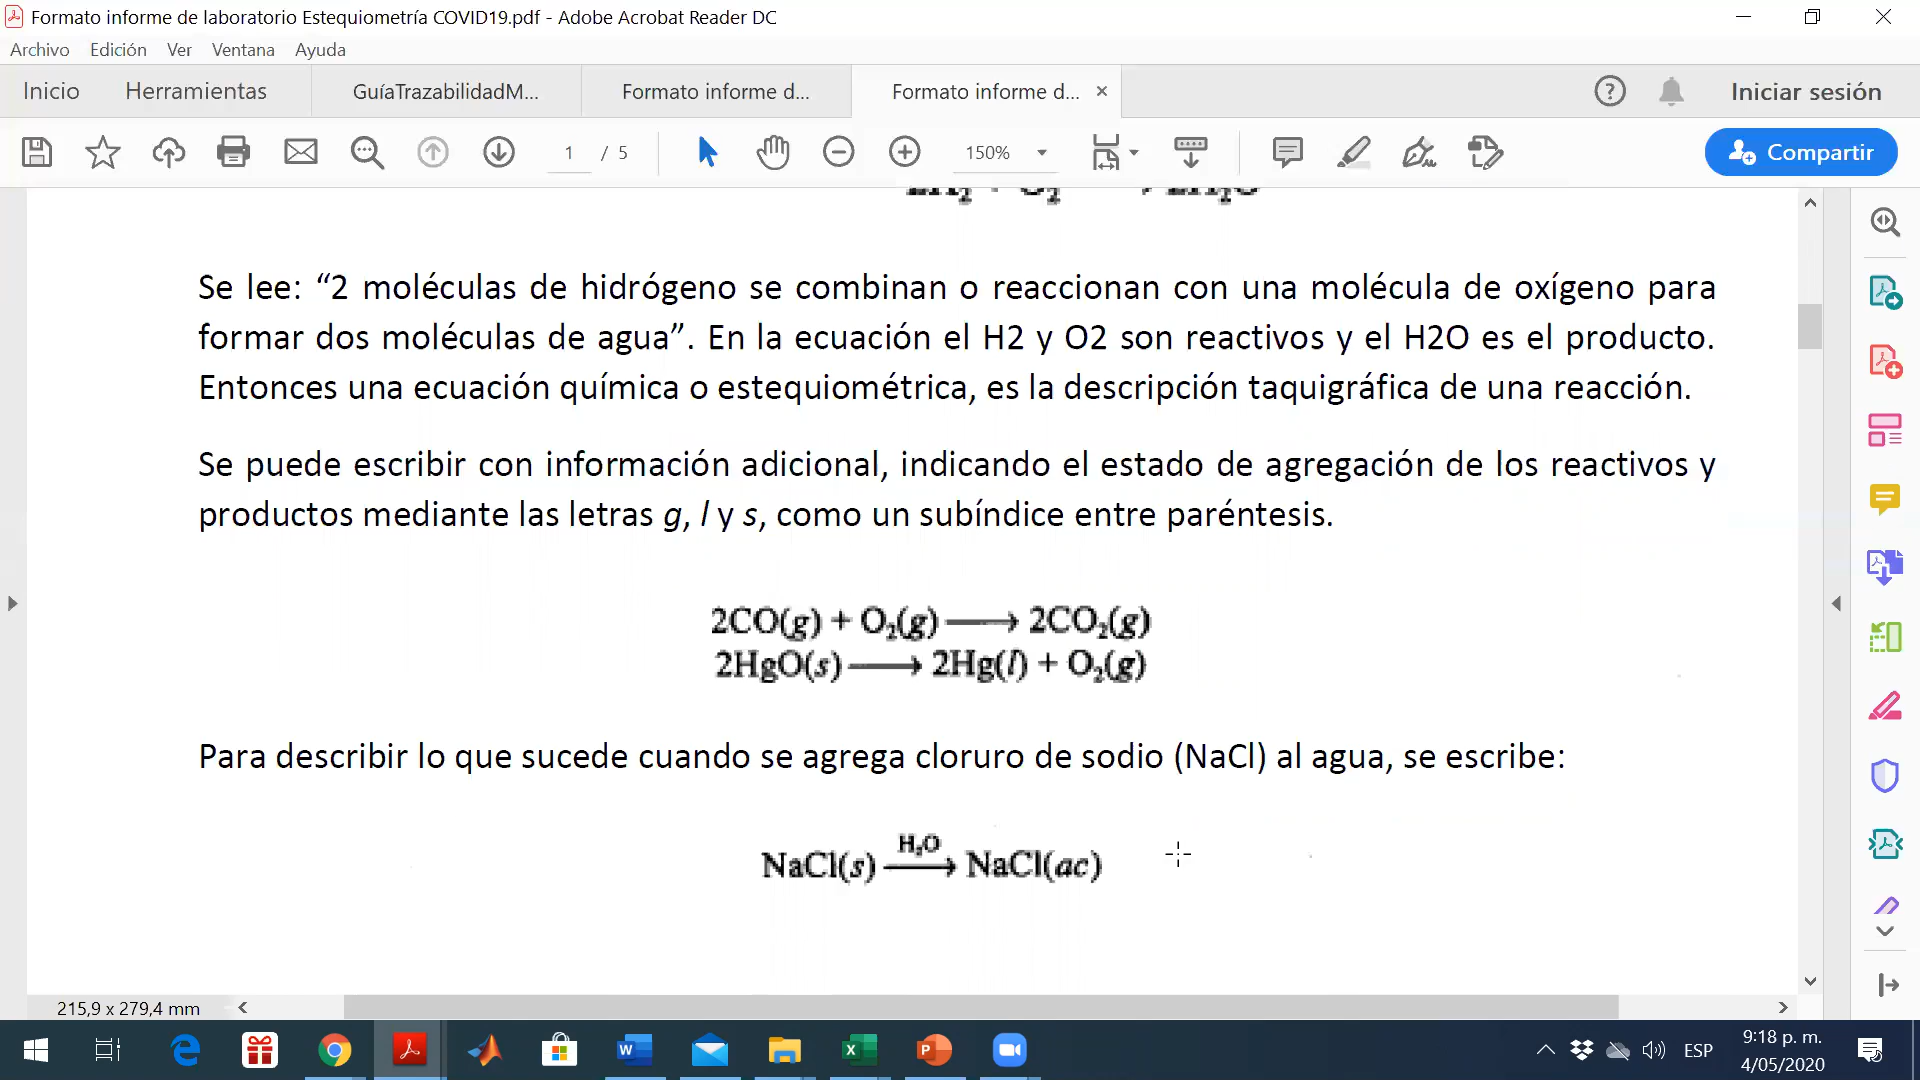 Formato informe de laboratorio Estequiometría COVID19.pdf - Adobe Acrobat Reader DC
Archivo Edición Ver Ventana Ayuda
Inicio Herramientas GuíaTrazabilidadM... Formato informe d... Formato informe d... Iniciar sesión
1 / 5 150% Compartir
Se lee: “2 moléculas de hidrógeno se combinan o reaccionan con una molécula de oxígeno para
formar dos moléculas de agua”. En la ecuación el H2 y O2 son reactivos y el H2O es el producto.
Entonces una ecuación química o estequiométrica, es la descripción taquigráfica de una reacción.
Se puede escribir con información adicional, indicando el estado de agregación de los reactivos y
productos mediante las letras g, l y s, como un subíndice entre paréntesis.
2CO(g) + O₂(g) ⟶ 2CO₂(g)
2HgO(s) ⟶ 2Hg(l) + O₂(g)
Para describir lo que sucede cuando se agrega cloruro de sodio (NaCl) al agua, se escribe:
H₂O
NaCl(s) ⟶ NaCl(ac)
215,9 x 279,4 mm
ESP
9:18 p. m.
4/05/2020